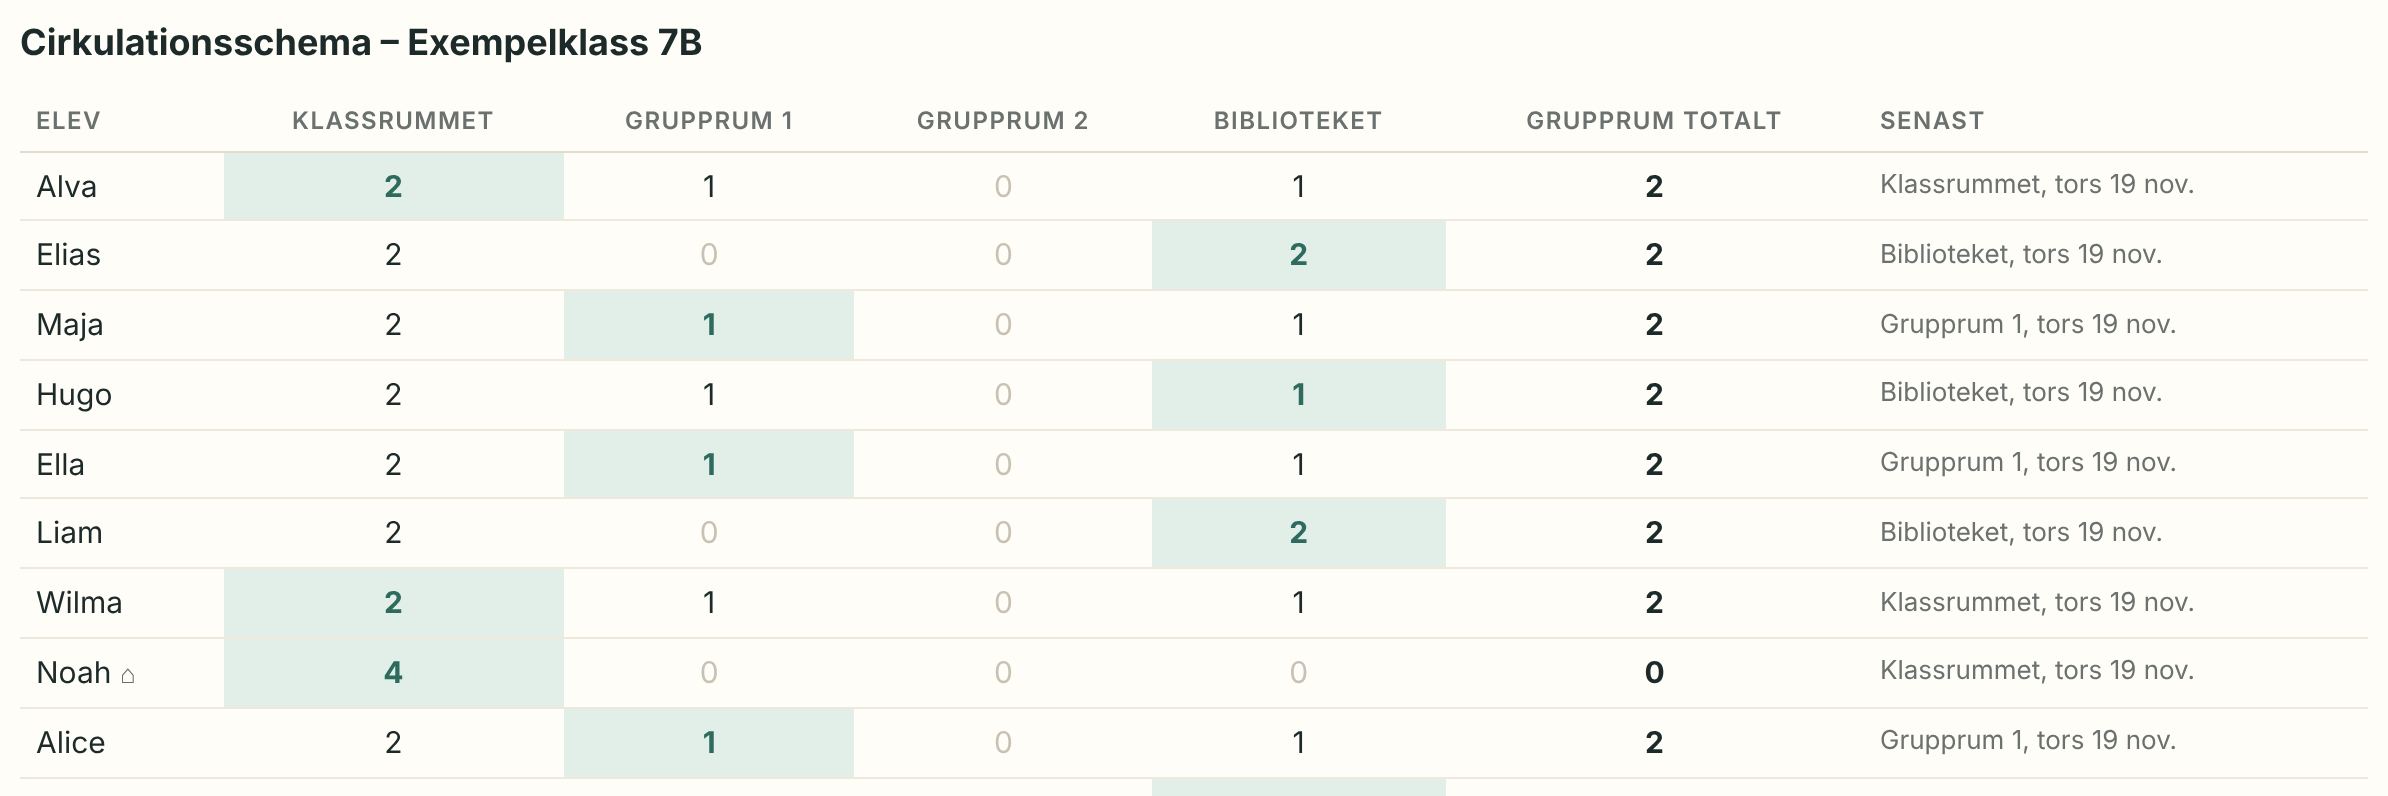 Cirkulationsschema – Exempelklass 7B
ELEV KLASSRUMMET GRUPPRUM 1 GRUPPRUM 2 BIBLIOTEKET GRUPPRUM TOTALT SENAST
Alva 2 1 0 1 2 Klassrummet, tors 19 nov.
Elias 2 0 0 2 2 Biblioteket, tors 19 nov.
Maja 2 1 0 1 2 Grupprum 1, tors 19 nov.
Hugo 2 1 0 1 2 Biblioteket, tors 19 nov.
Ella 2 1 0 1 2 Grupprum 1, tors 19 nov.
Liam 2 0 0 2 2 Biblioteket, tors 19 nov.
Wilma 2 1 0 1 2 Klassrummet, tors 19 nov.
Noah ⌂ 4 0 0 0 0 Klassrummet, tors 19 nov.
Alice 2 1 0 1 2 Grupprum 1, tors 19 nov.